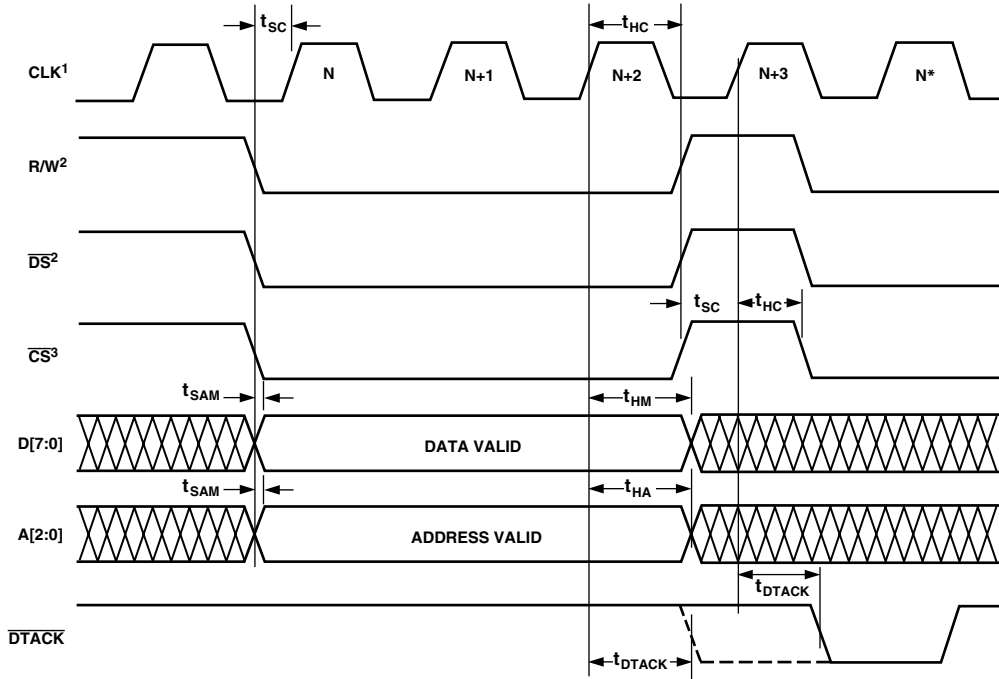 tSC
tHC
CLK1
N
N+1
N+2
N+3
N*
R/W2
DS2
tSC
tHC
CS3
tSAM
tHM
D[7:0]
DATA VALID
tSAM
tHA
A[2:0]
ADDRESS VALID
tDTACK
DTACK
tDTACK